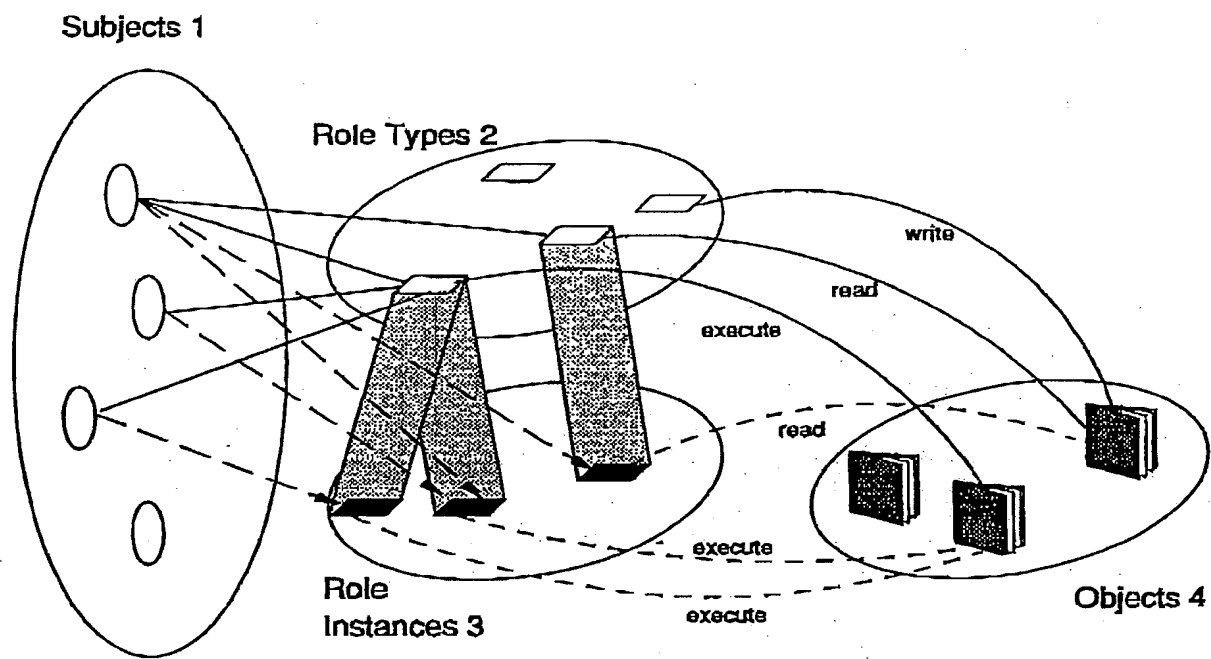 Subjects 1
Role Types 2
write
read
execute
read
execute
execute
Role
Instances 3
Objects 4